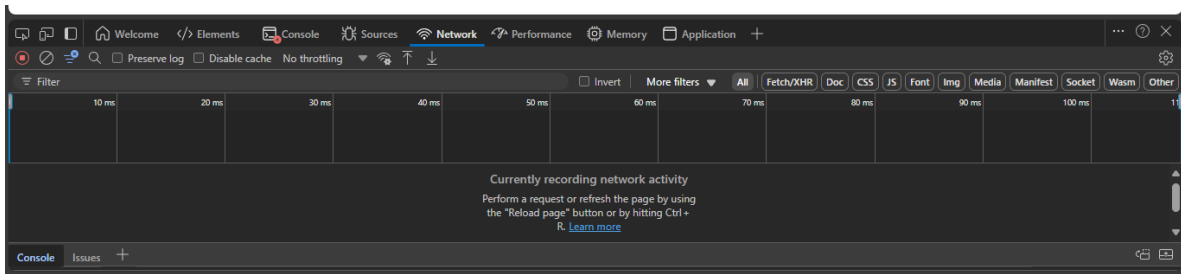 Welcome Elements Console Sources Network Performance Memory Application
Preserve log Disable cache No throttling
Filter Invert More filters All Fetch/XHR Doc CSS JS Font Img Media Manifest Socket Wasm Other
10 ms 20 ms 30 ms 40 ms 50 ms 60 ms 70 ms 80 ms 90 ms 100 ms 11
Currently recording network activity
Perform a request or refresh the page by using
the "Reload page" button or by hitting Ctrl +
R. Learn more
Console Issues